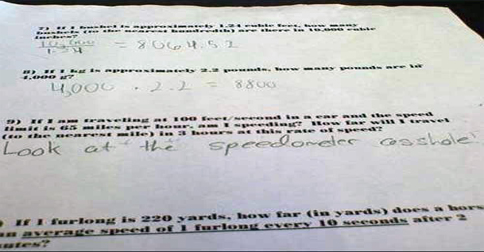 7) If 1 bushel is approximately 1.24 cubic feet, how many
bushels (to the nearest hundredth) are there in 10,000 cubic
inches?
10,000 = 8064.52
1.24
8) If 1 kg is approximately 2.2 pounds, how many pounds are in
4,000 g?
4,000 . 2.2 = 8800
9) If I am traveling at 100 feet/second in a car and the speed
limit is 65 miles per hour, am I speeding? How far will I travel
(to the nearest mile) in 3 hours at this rate of speed?
Look at the speedometer asshole!
) If 1 furlong is 220 yards, how far (in yards) does a hors
an average speed of 1 furlong every 10 seconds after 2
nutes?